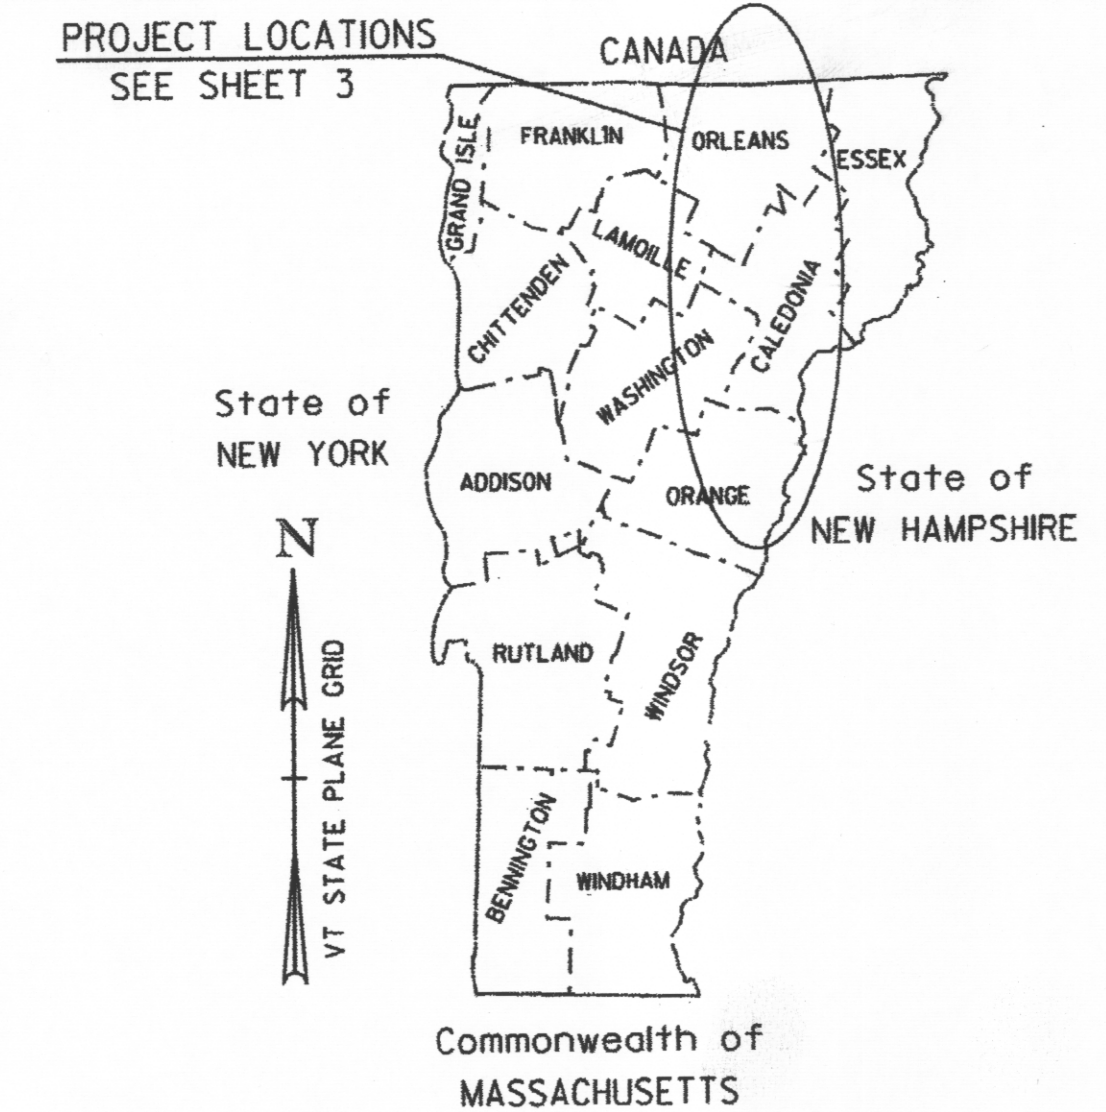 PROJECT LOCATIONS
SEE SHEET 3
CANADA
GRAND ISLE
FRANKLIN
ORLEANS
ESSEX
LAMOILLE
CHITTENDEN
CALEDONIA
WASHINGTON
State of
NEW YORK
ADDISON
ORANGE
State of
NEW HAMPSHIRE
N
VT STATE PLANE GRID
RUTLAND
WINDSOR
BENNINGTON
WINDHAM
Commonwealth of
MASSACHUSETTS